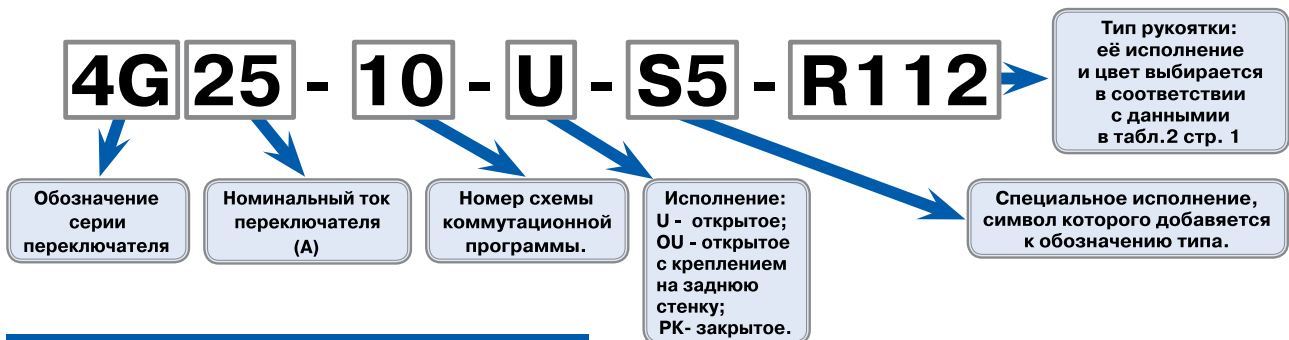 4G 25 - 10 - U - S5 - R112
Тип рукоятки:
её исполнение
и цвет выбирается
в соответствии
с данными​и
в табл.2 стр. 1
Обозначение
серии
переключателя
Номинальный ток
переключателя
(А)
Номер схемы
коммутационной
программы.
Исполнение:
U - открытое;
OU - открытое
с креплением
на заднюю
стенку;
РК- закрытое.
Специальное исполнение,
символ которого добавяется
к обозначению типа.